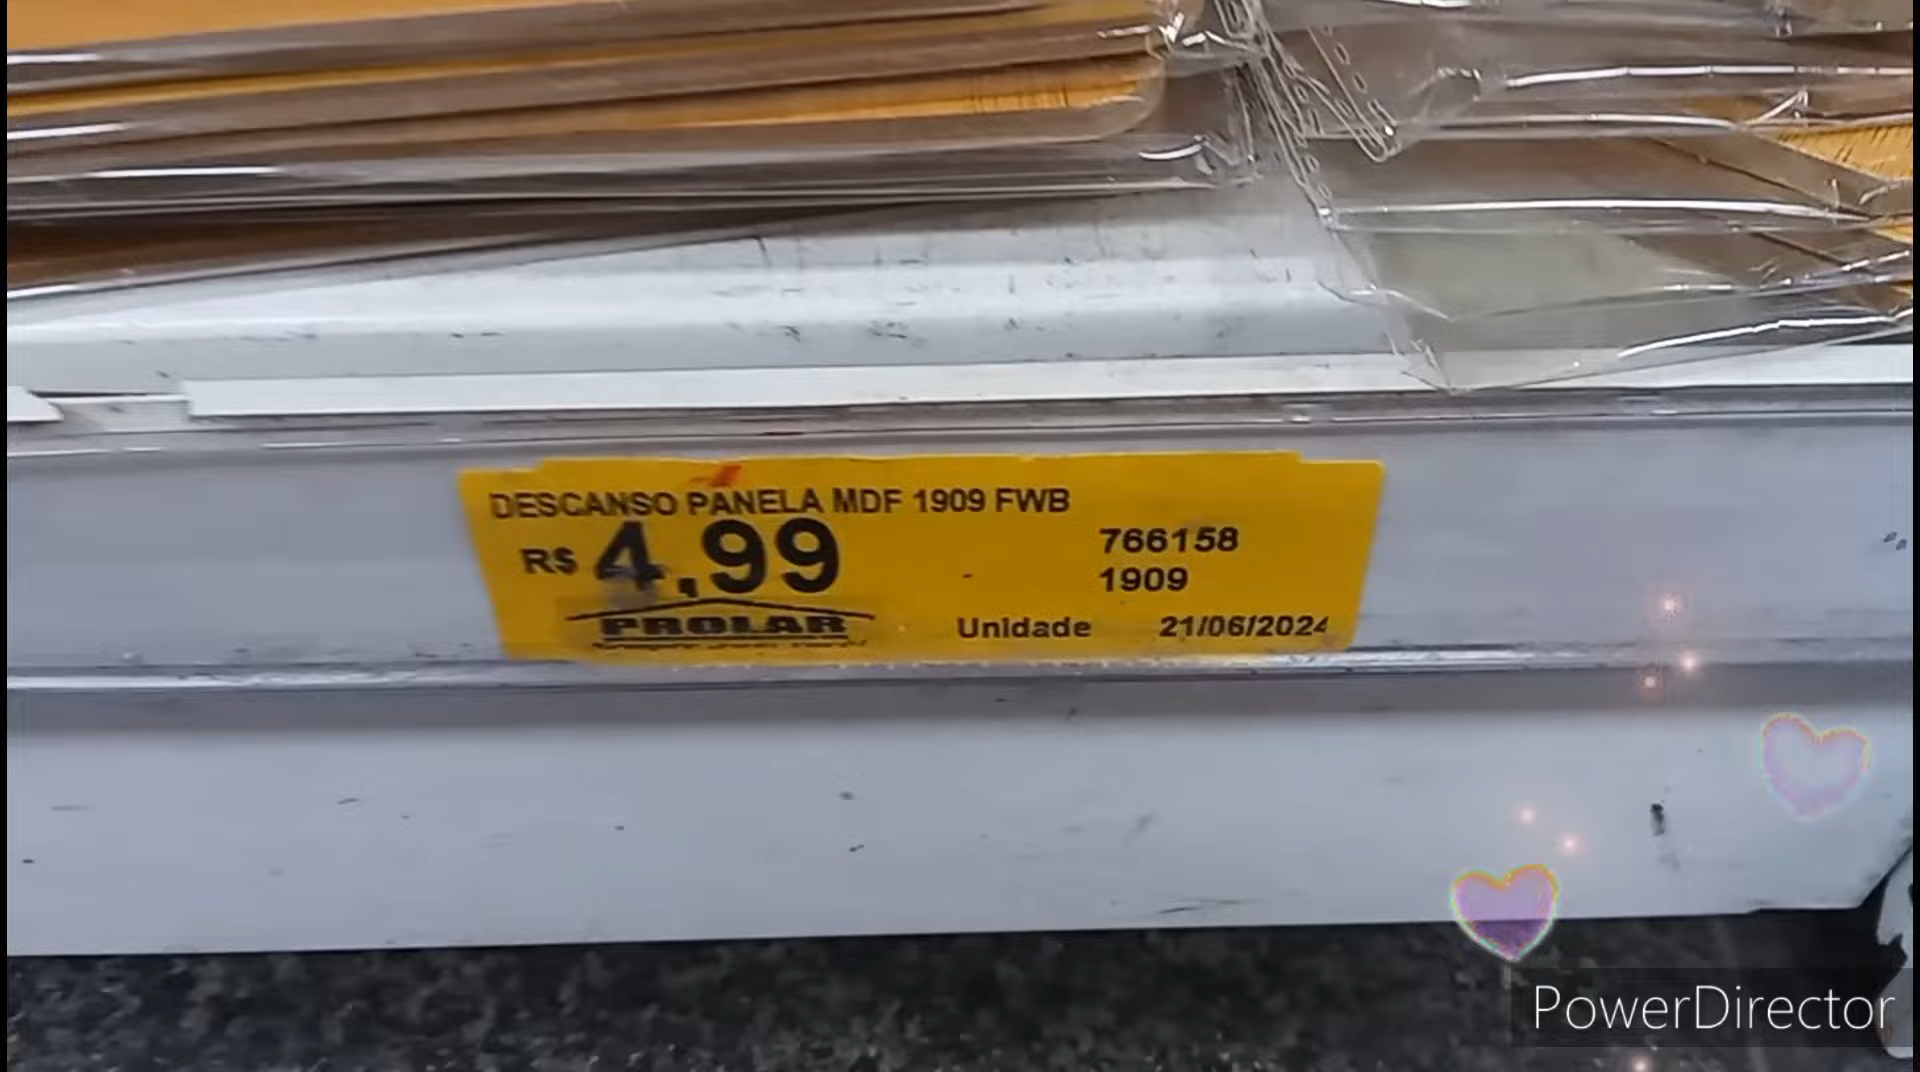 DESCANSO PANELA MDF 1909 FWB
R$ 4,99
766158
1909
PROLAR
Unidade 21/06/2024
PowerDirector